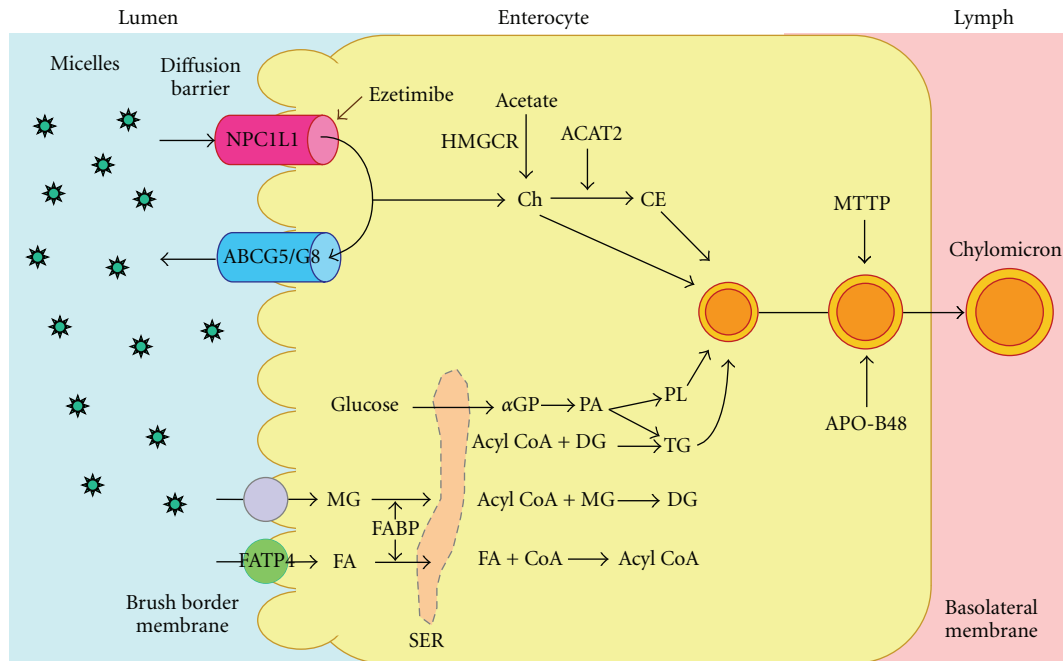 Lumen
Enterocyte
Lymph
Micelles
Diffusion
barrier
Ezetimibe
NPC1L1
Acetate
HMGCR
ACAT2
Ch
CE
MTTP
ABCG5/G8
Chylomicron
Glucose
αGP
PA
PL
APO-B48
Acyl CoA + DG
TG
MG
Acyl CoA + MG
DG
FABP
FATP4
FA
FA + CoA
Acyl CoA
Brush border
membrane
SER
Basolateral
membrane